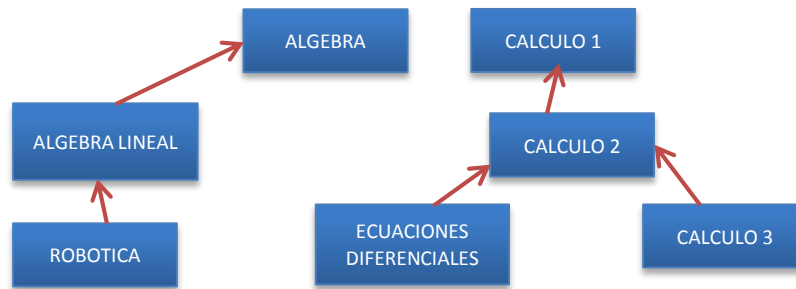 ALGEBRA
CALCULO 1
ALGEBRA LINEAL
CALCULO 2
ROBOTICA
ECUACIONES
DIFERENCIALES
CALCULO 3